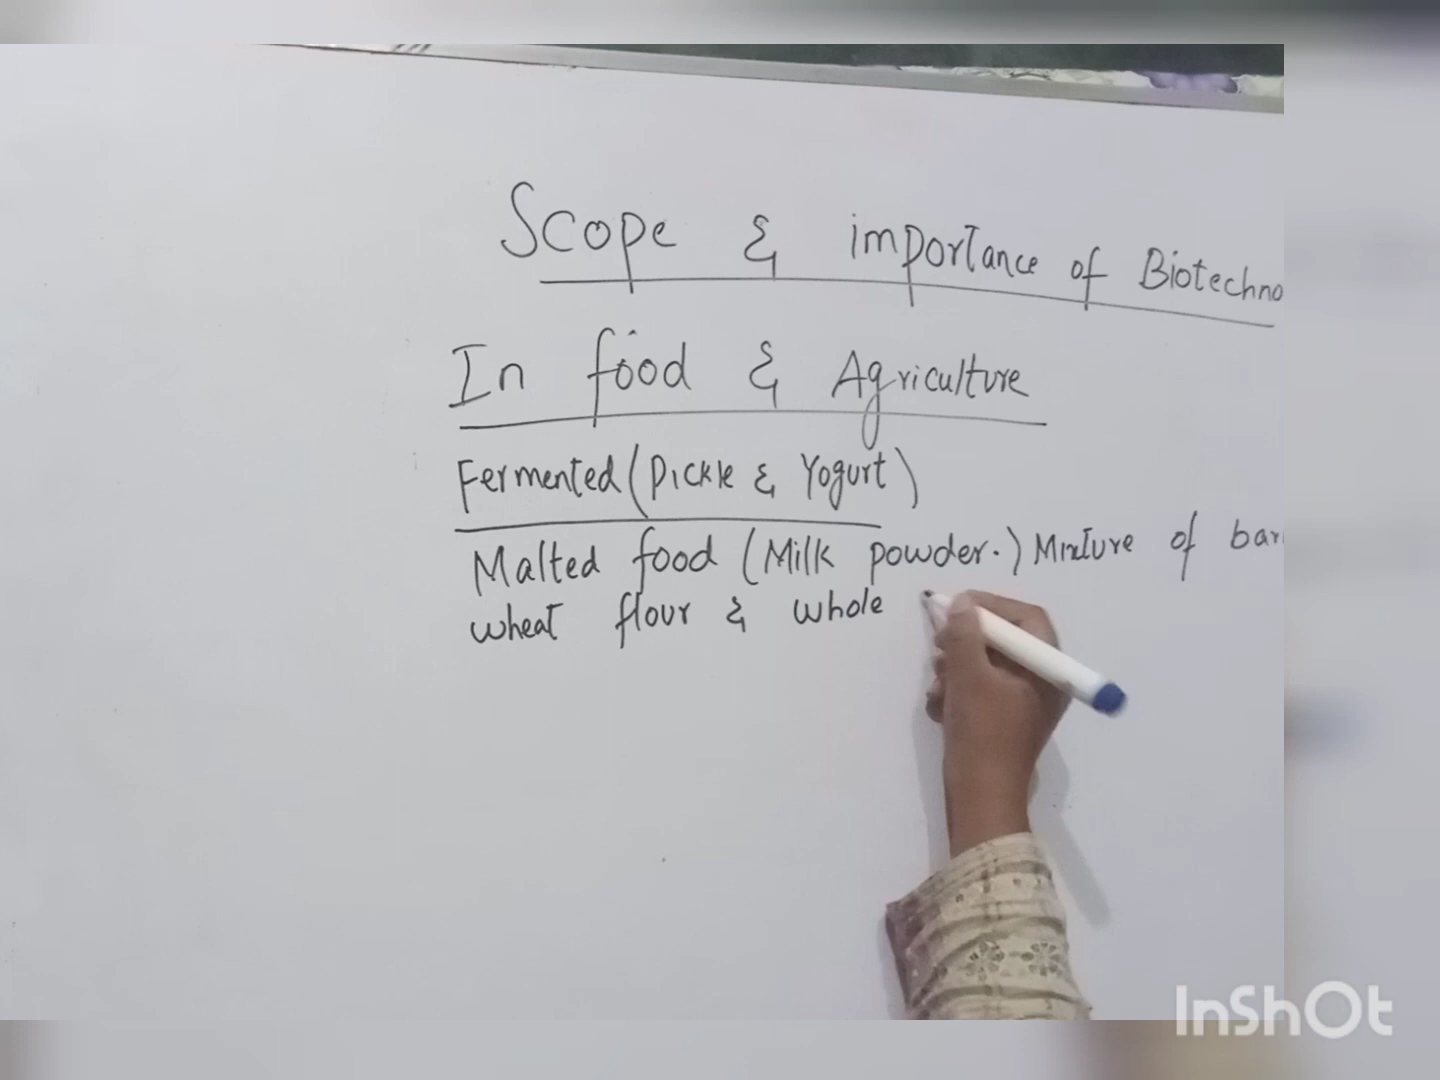 Scope & importance of Biotechno
In food & Agriculture
Fermented (Pickle & Yogurt)
Malted food (Milk powder.) Mixture of bar
wheat flour & whole
InShOt